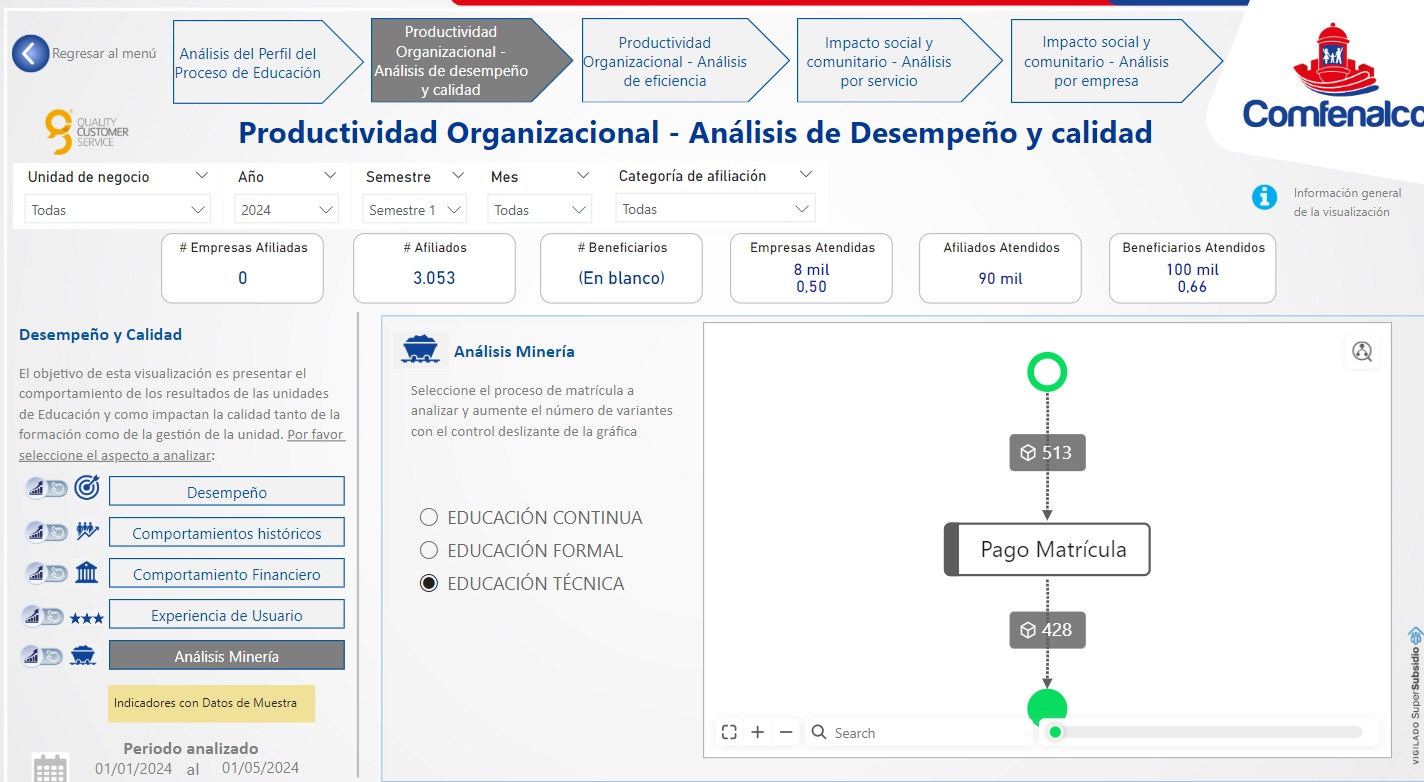 Regresar al menú
Análisis del Perfil del
Proceso de Educación
Productividad
Organizacional -
Análisis de desempeño
y calidad
Productividad
Organizacional - Análisis
de eficiencia
Impacto social y
comunitario - Análisis
por servicio
Impacto social y
comunitario - Análisis
por empresa
Comfenalco
QUALITY
CUSTOMER
SERVICE
Productividad Organizacional - Análisis de Desempeño y calidad
Unidad de negocio
Todas
Año
2024
Semestre
Semestre 1
Mes
Todas
Categoría de afiliación
Todas
Información general
de la visualización
# Empresas Afiliadas
0
# Afiliados
3.053
# Beneficiarios
(En blanco)
Empresas Atendidas
8 mil
0,50
Afiliados Atendidos
90 mil
Beneficiarios Atendidos
100 mil
0,66
Desempeño y Calidad
El objetivo de esta visualización es presentar el
comportamiento de los resultados de las unidades
de Educación y como impactan la calidad tanto de la
formación como de la gestión de la unidad. Por favor
seleccione el aspecto a analizar:
Desempeño
Comportamientos históricos
Comportamiento Financiero
Experiencia de Usuario
Análisis Minería
Indicadores con Datos de Muestra
Periodo analizado
01/01/2024 al 01/05/2024
Análisis Minería
Seleccione el proceso de matrícula a
analizar y aumente el número de variantes
con el control deslizante de la gráfica
EDUCACIÓN CONTINUA
EDUCACIÓN FORMAL
EDUCACIÓN TÉCNICA
513
Pago Matrícula
428
Search
VIGILADO SuperSubsidio